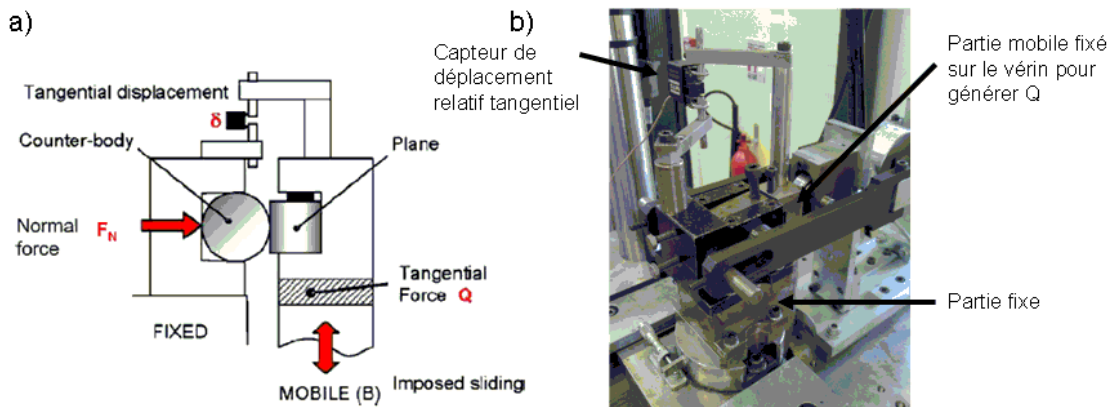 a)
Tangential displacement
δ
Counter-body
Plane
Normal
force
F_N
Tangential
Force Q
FIXED
MOBILE (B)
Imposed sliding
b)
Capteur de
déplacement
relatif tangentiel
Partie mobile fixé
sur le vérin pour
générer Q
Partie fixe